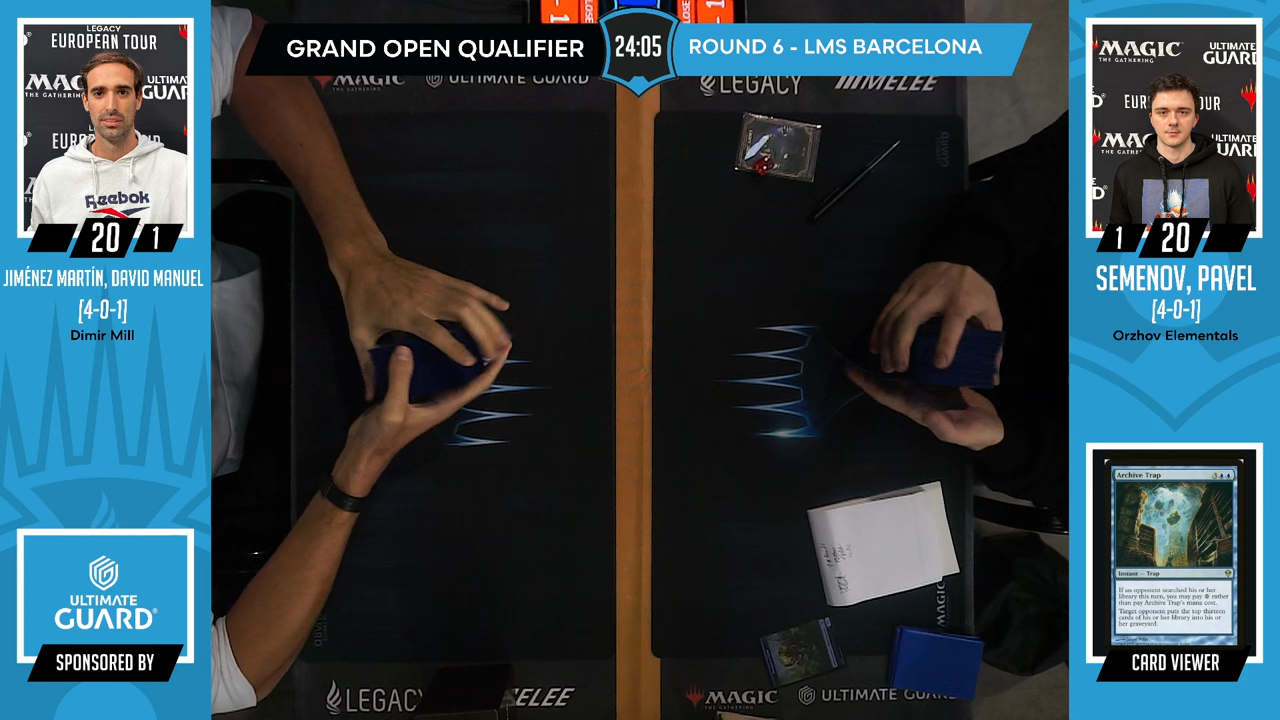 GRAND OPEN QUALIFIER
24:05
ROUND 6 - LMS BARCELONA
LEGACY
EUROPEAN TOUR
MAGIC
THE GATHERING
ULTIMATE
GUAR
Reebok
20
1
JIMÉNEZ MARTÍN, DAVID MANUEL
[4-0-1]
Dimir Mill
ULTIMATE
GUARD
SPONSORED BY
MAGIC
ULTIMATE GUARD
LEGACY
MELEE
LEGACY
ELEE
MAGIC
ULTIMATE GUARD
MAGIC
THE GATHERING
ULTIMATE
GUARD
1
20
SEMENOV, PAVEL
[4-0-1]
Orzhov Elementals
Archive Trap
Instant – Trap
If an opponent searched his or her
library this turn, you may pay 0 rather
than pay Archive Trap's mana cost.
Target opponent puts the top thirteen
cards of his or her library into his or
her graveyard.
CARD VIEWER